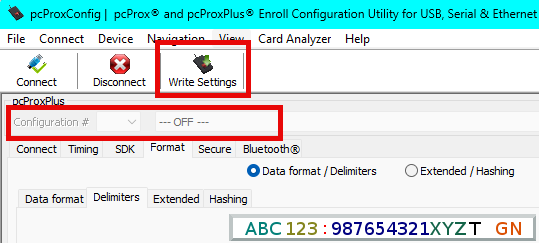 pcProxConfig | pcProx® and pcProxPlus® Enroll Configuration Utility for USB, Serial & Ethernet
File Connect Device Navigation View Card Analyzer Help
Connect Disconnect Write Settings
pcProxPlus
Configuration # --- OFF ---
Connect Timing SDK Format Secure Bluetooth®
Data format / Delimiters Extended / Hashing
Data format Delimiters Extended Hashing
ABC123:987654321XYZT GN